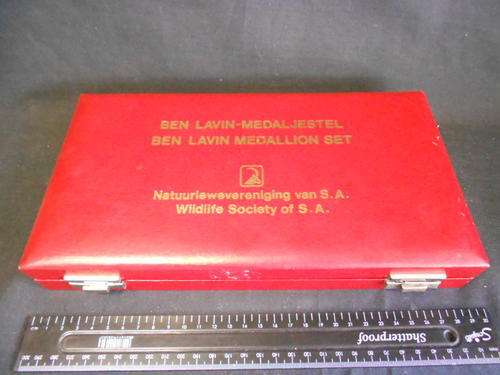 BEN LAVIN-MEDALJESTEL
BEN LAVIN MEDALLION SET
Natuurlewevereniging van S.A.
Wildlife Society of S.A.
Shatterproof